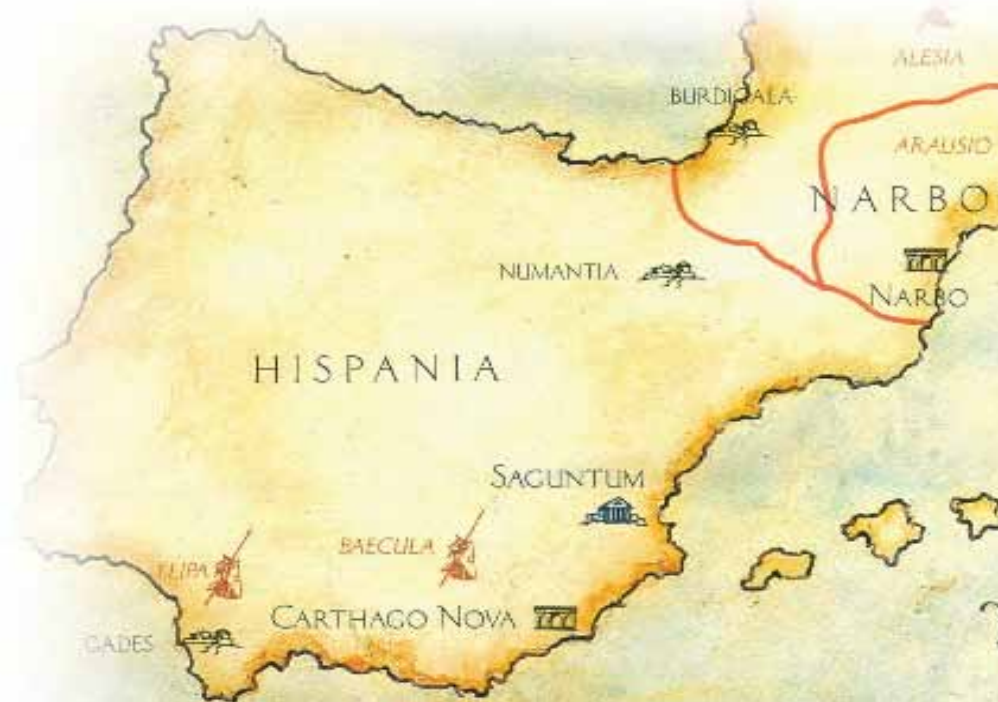 ALESIA
BURDIGALA
ARAUSIO
NARBO
NUMANTIA
NARBO
HISPANIA
SAGUNTUM
BAECULA
ILIPA
CARTHAGO NOVA
GADES